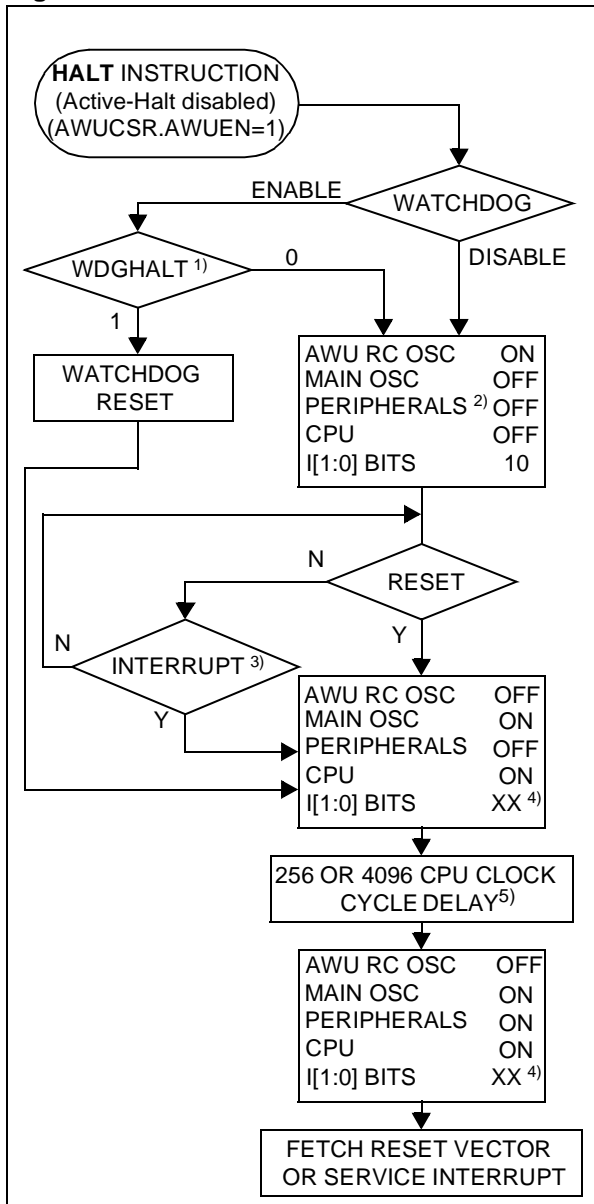 HALT INSTRUCTION
(Active-Halt disabled)
(AWUCSR.AWUEN=1)
ENABLE
WATCHDOG
WDGHALT 1)
0
DISABLE
1
WATCHDOG
RESET
AWU RC OSC ON
MAIN OSC OFF
PERIPHERALS 2) OFF
CPU OFF
I[1:0] BITS 10
N
RESET
N
Y
INTERRUPT 3)
Y
AWU RC OSC OFF
MAIN OSC ON
PERIPHERALS OFF
CPU ON
I[1:0] BITS XX 4)
256 OR 4096 CPU CLOCK
CYCLE DELAY5)
AWU RC OSC OFF
MAIN OSC ON
PERIPHERALS ON
CPU ON
I[1:0] BITS XX 4)
FETCH RESET VECTOR
OR SERVICE INTERRUPT